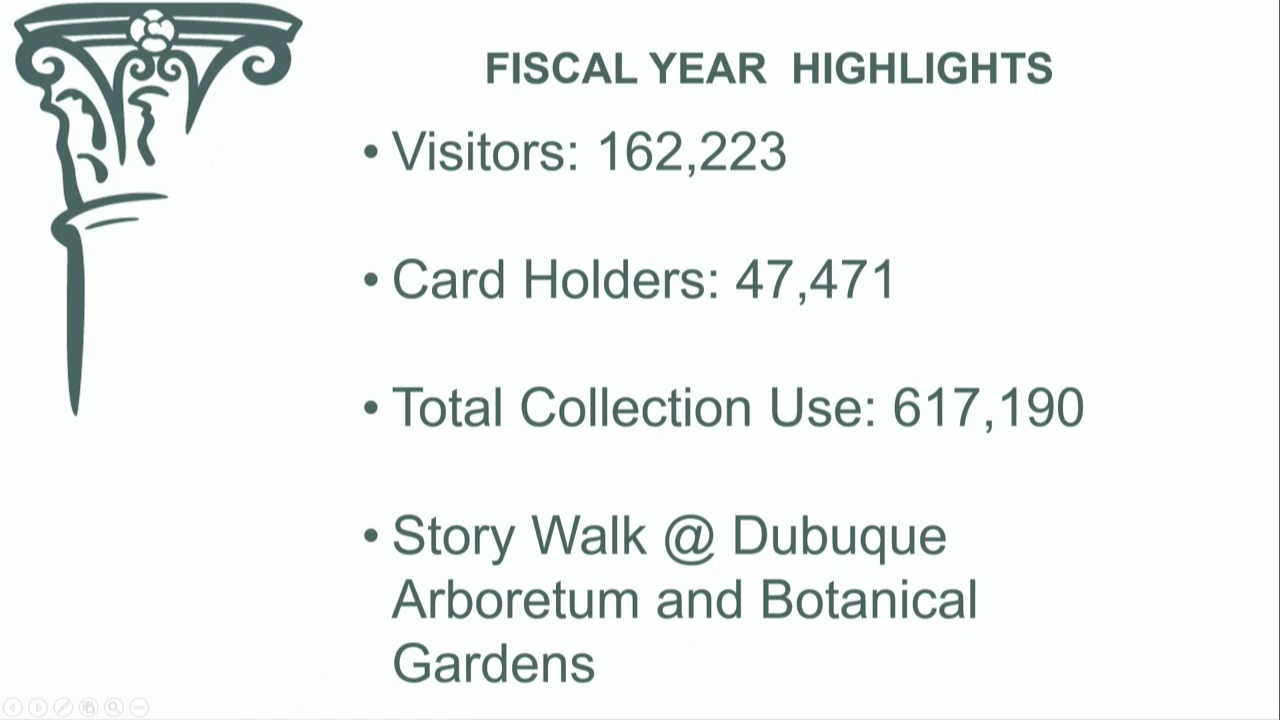 FISCAL YEAR  HIGHLIGHTS
• Visitors: 162,223
• Card Holders: 47,471
• Total Collection Use: 617,190
• Story Walk @ Dubuque
Arboretum and Botanical
Gardens